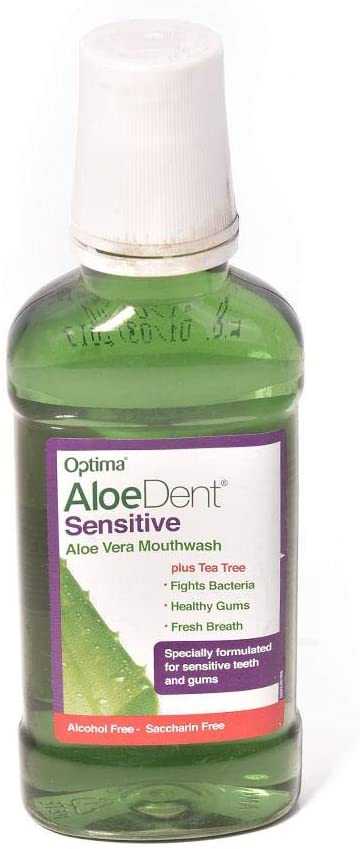 Optima®
AloeDent®
Sensitive
Aloe Vera Mouthwash
plus Tea Tree
• Fights Bacteria
• Healthy Gums
• Fresh Breath
Specially formulated
for sensitive teeth
and gums
Alcohol Free - Saccharin Free